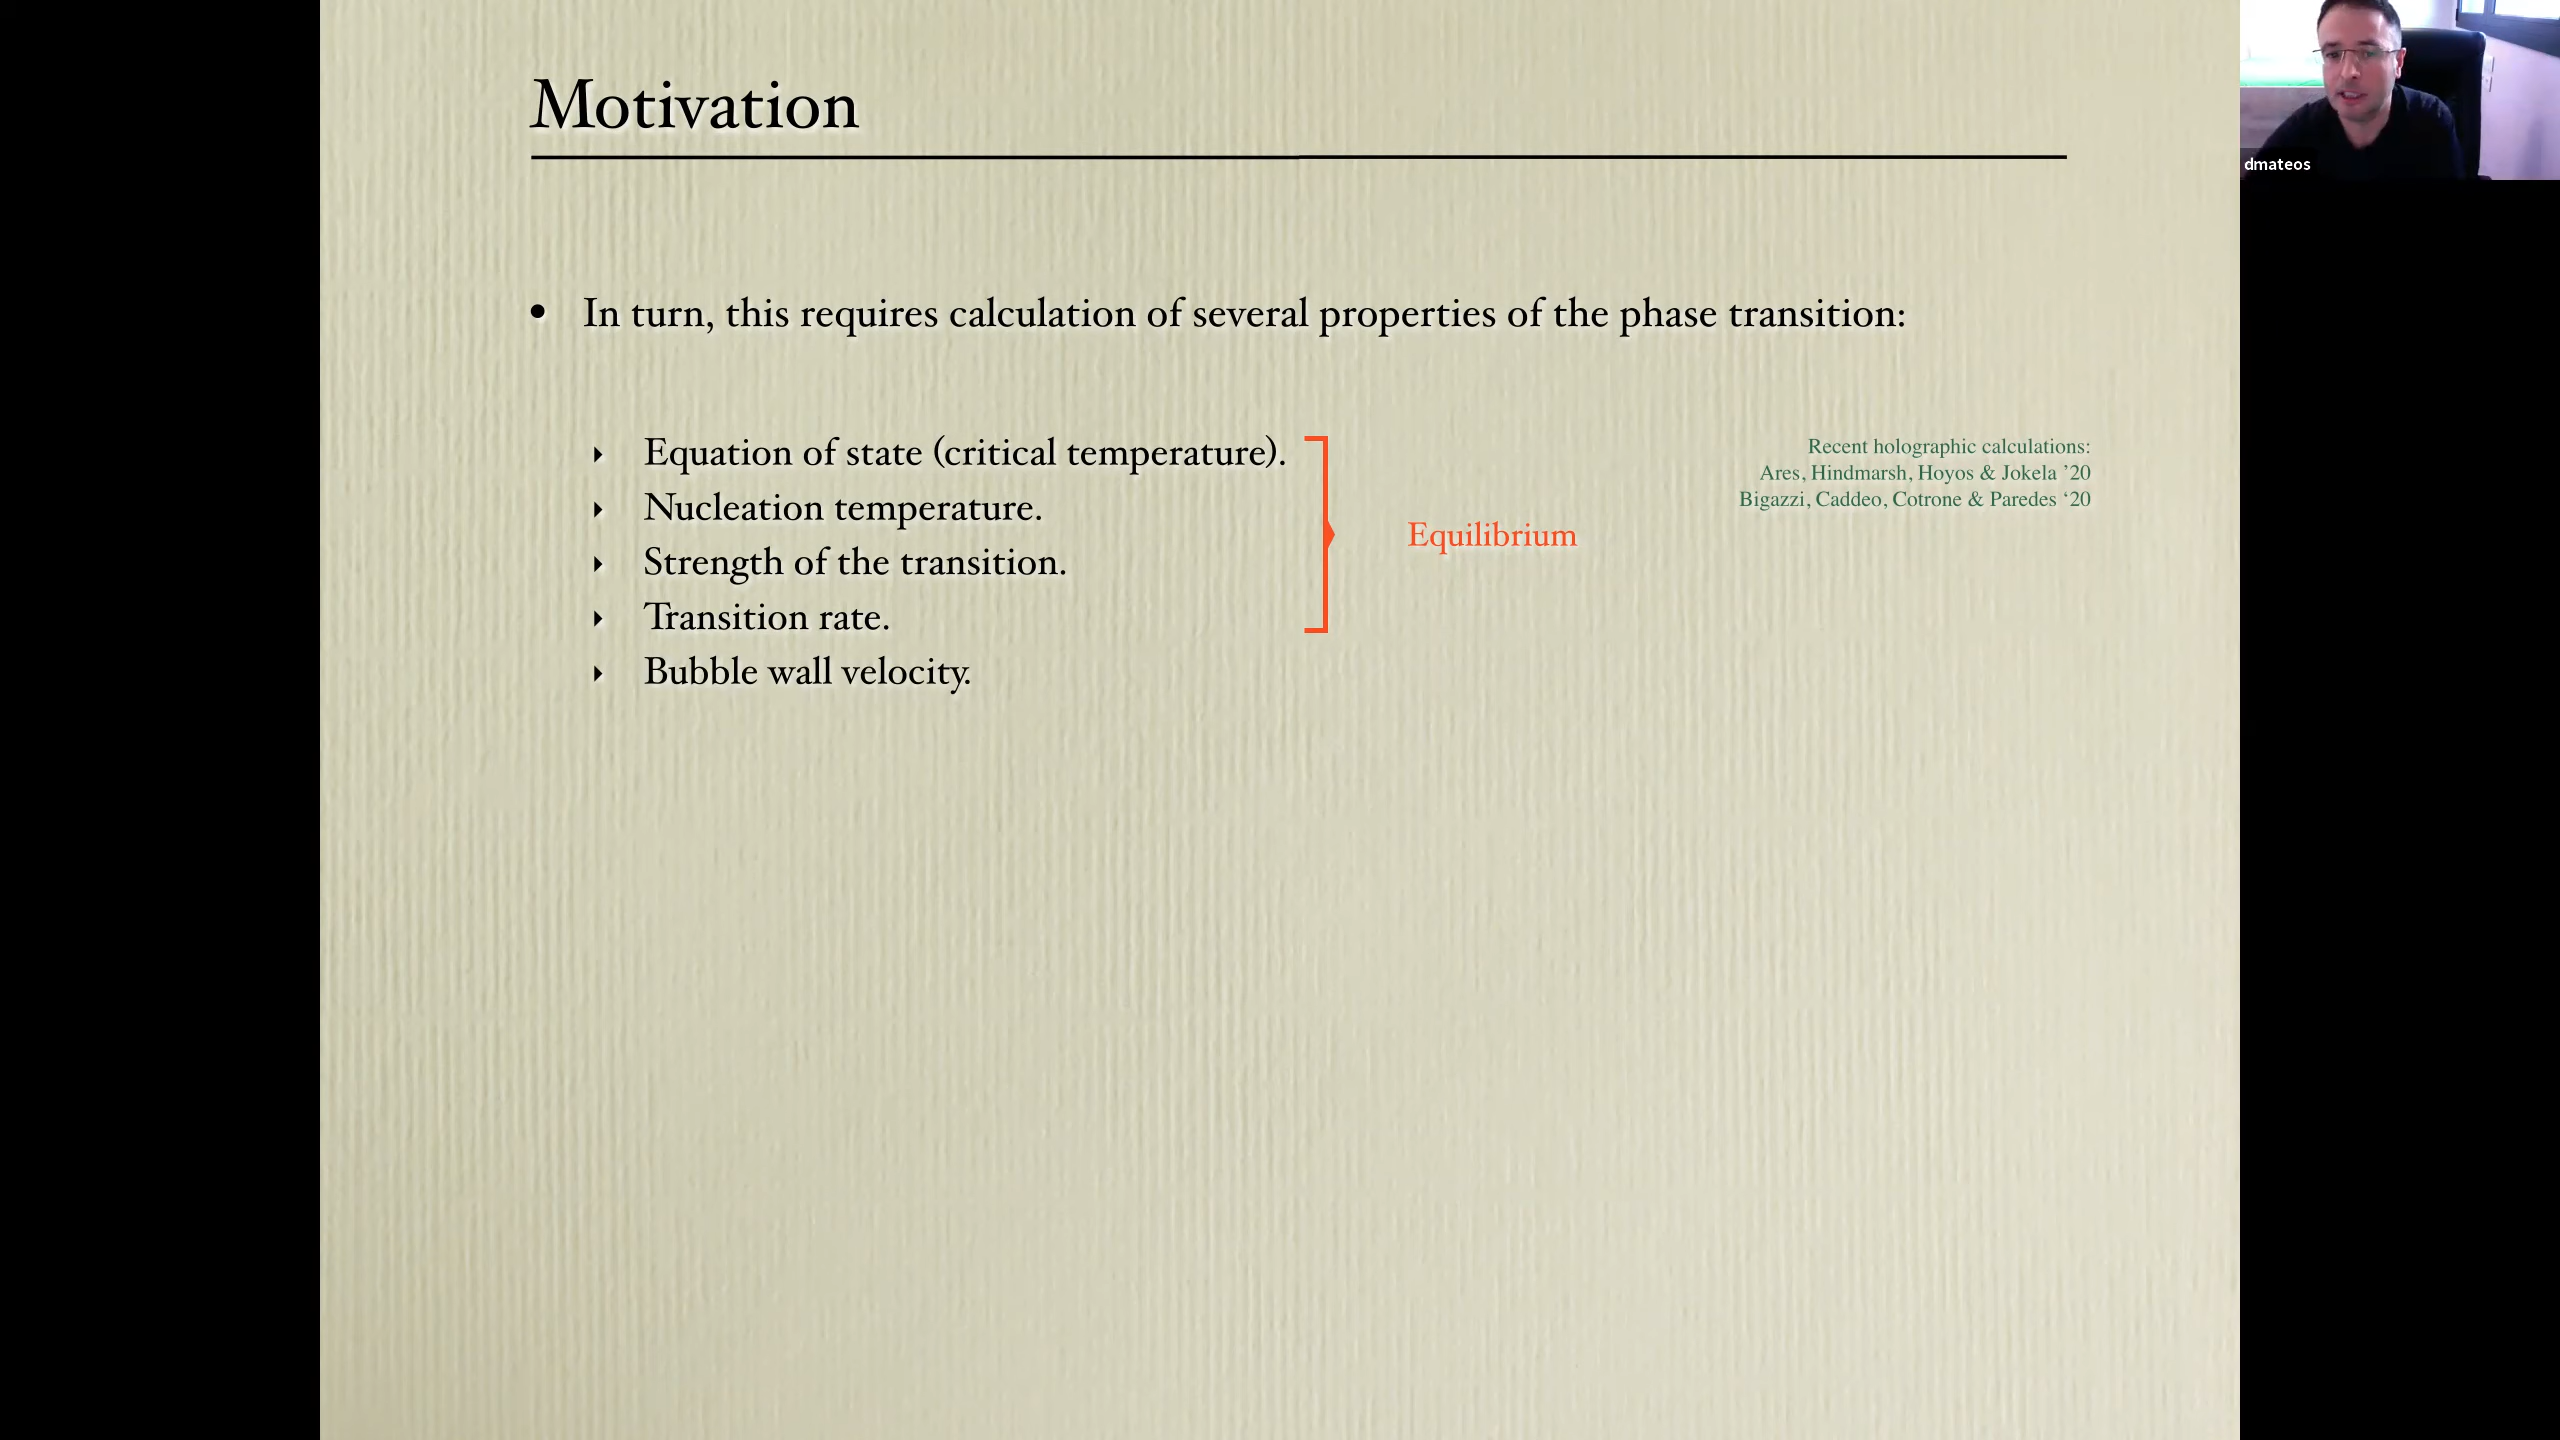 Motivation
• In turn, this requires calculation of several properties of the phase transition:
‣ Equation of state (critical temperature).
‣ Nucleation temperature.
‣ Strength of the transition.
‣ Transition rate.
‣ Bubble wall velocity.
Equilibrium
Recent holographic calculations:
Ares, Hindmarsh, Hoyos & Jokela ’20
Bigazzi, Caddeo, Cotrone & Paredes ‘20
dmateos